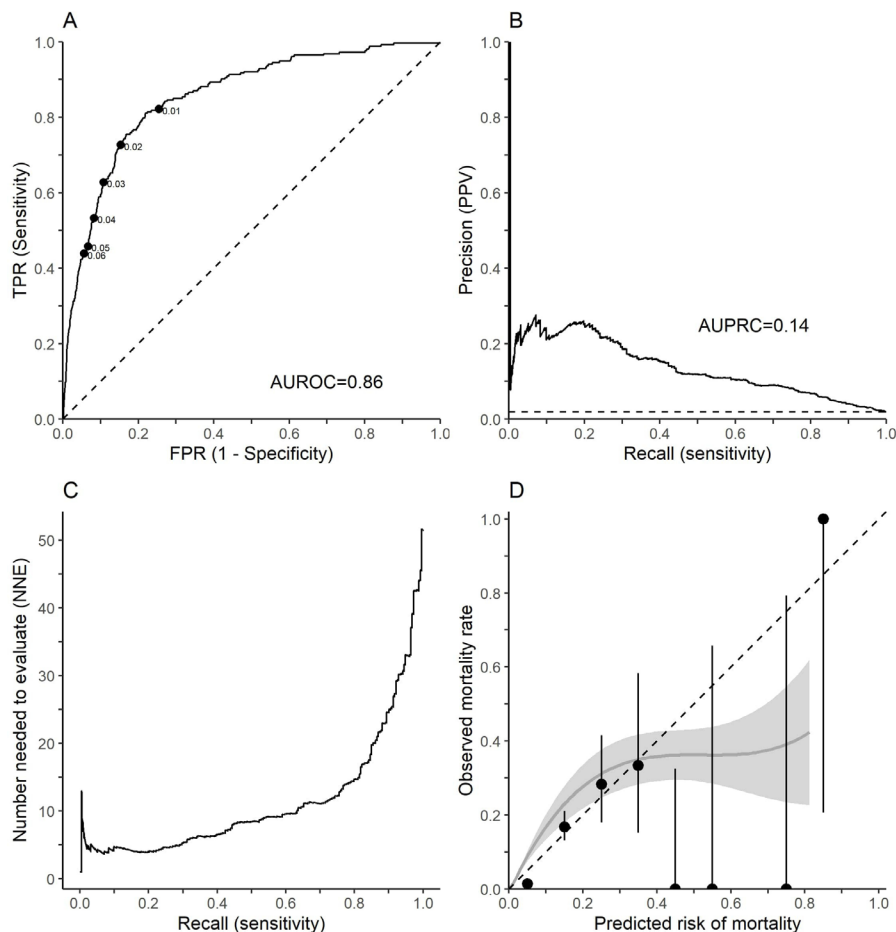 A
1.0
0.8
0.6
0.4
0.2
0.0
TPR (Sensitivity)
0.01
0.02
0.03
0.04
0.05
0.06
AUROC=0.86
0.0 0.2 0.4 0.6 0.8 1.0
FPR (1 - Specificity)
B
1.0
0.8
0.6
0.4
0.2
0.0
Precision (PPV)
AUPRC=0.14
0.0 0.2 0.4 0.6 0.8 1.0
Recall (sensitivity)
C
50
40
30
20
10
0
Number needed to evaluate (NNE)
0.0 0.2 0.4 0.6 0.8 1.0
Recall (sensitivity)
D
1.0
0.8
0.6
0.4
0.2
0.0
Observed mortality rate
0.0 0.2 0.4 0.6 0.8 1.0
Predicted risk of mortality